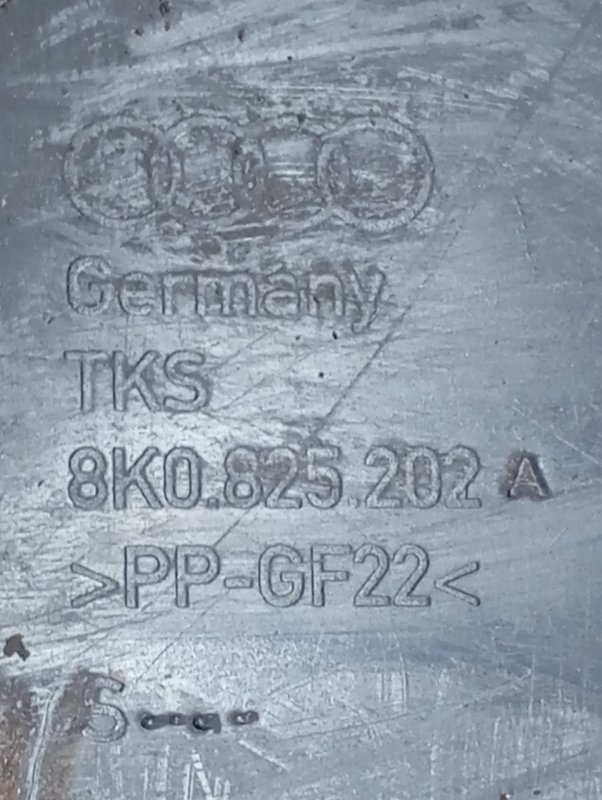 Germany
TKS
8K0.825.202 A
>PP-GF22<